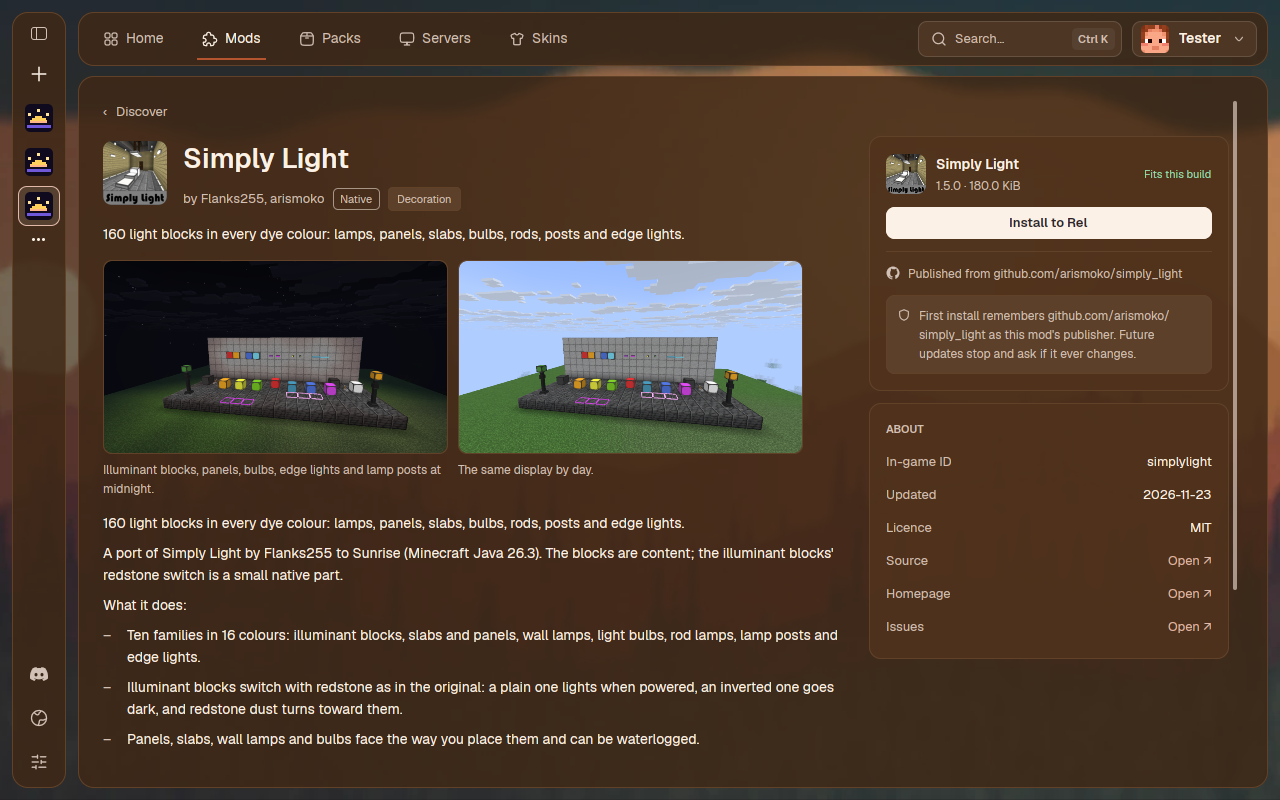 Home
Mods
Packs
Servers
Skins
Search...
Ctrl K
Tester
‹ Discover
Simply Light
Simply Light
by Flanks255, arismoko
Native
Decoration
160 light blocks in every dye colour: lamps, panels, slabs, bulbs, rods, posts and edge lights.
Illuminant blocks, panels, bulbs, edge lights and lamp posts at
midnight.
The same display by day.
160 light blocks in every dye colour: lamps, panels, slabs, bulbs, rods, posts and edge lights.
A port of Simply Light by Flanks255 to Sunrise (Minecraft Java 26.3). The blocks are content; the illuminant blocks'
redstone switch is a small native part.
What it does:
– Ten families in 16 colours: illuminant blocks, slabs and panels, wall lamps, light bulbs, rod lamps, lamp posts and
edge lights.
– Illuminant blocks switch with redstone as in the original: a plain one lights when powered, an inverted one goes
dark, and redstone dust turns toward them.
– Panels, slabs, wall lamps and bulbs face the way you place them and can be waterlogged.
Simply Light
Simply Light
1.5.0 · 180.0 KiB
Fits this build
Install to Rel
Published from github.com/arismoko/simply_light
First install remembers github.com/arismoko/
simply_light as this mod's publisher. Future
updates stop and ask if it ever changes.
ABOUT
In-game ID simplylight
Updated 2026-11-23
Licence MIT
Source Open ↗
Homepage Open ↗
Issues Open ↗